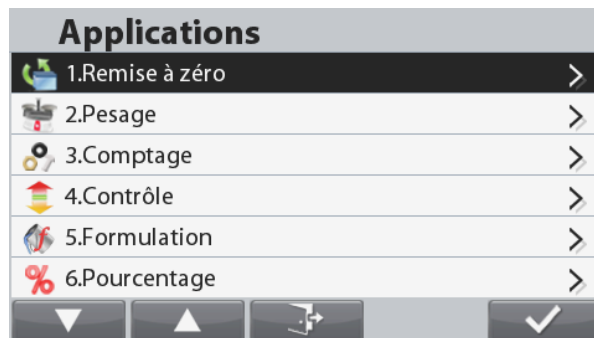 Applications
1.Remise à zéro
2.Pesage
3.Comptage
4.Contrôle
5.Formulation
6.Pourcentage